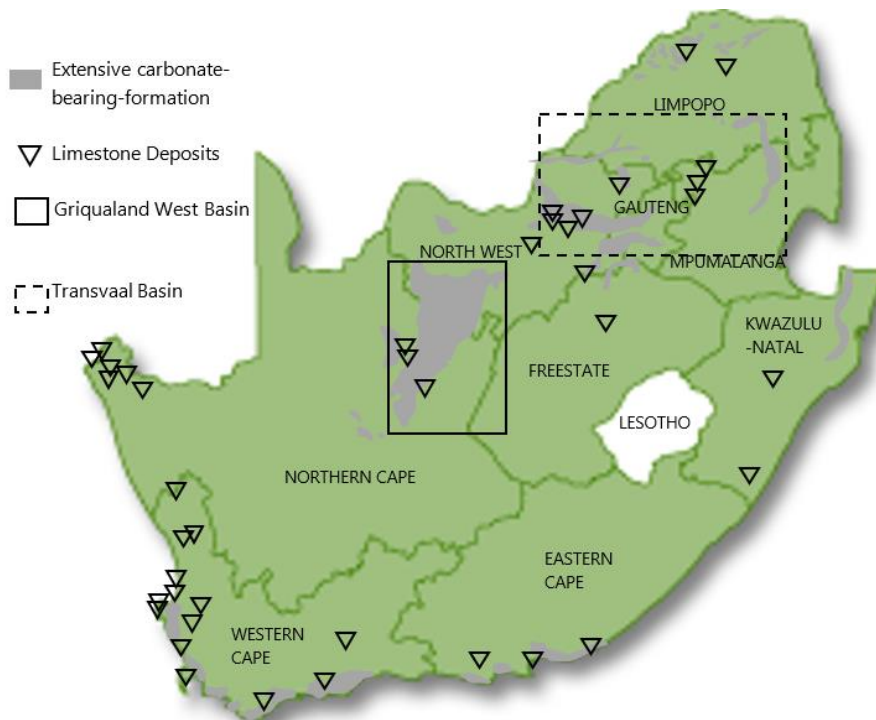 Extensive carbonate-
bearing-formation
Limestone Deposits
Griqualand West Basin
Transvaal Basin
LIMPOPO
GAUTENG
NORTH WEST
MPUMALANGA
KWAZULU
-NATAL
FREESTATE
LESOTHO
NORTHERN CAPE
EASTERN
CAPE
WESTERN
CAPE